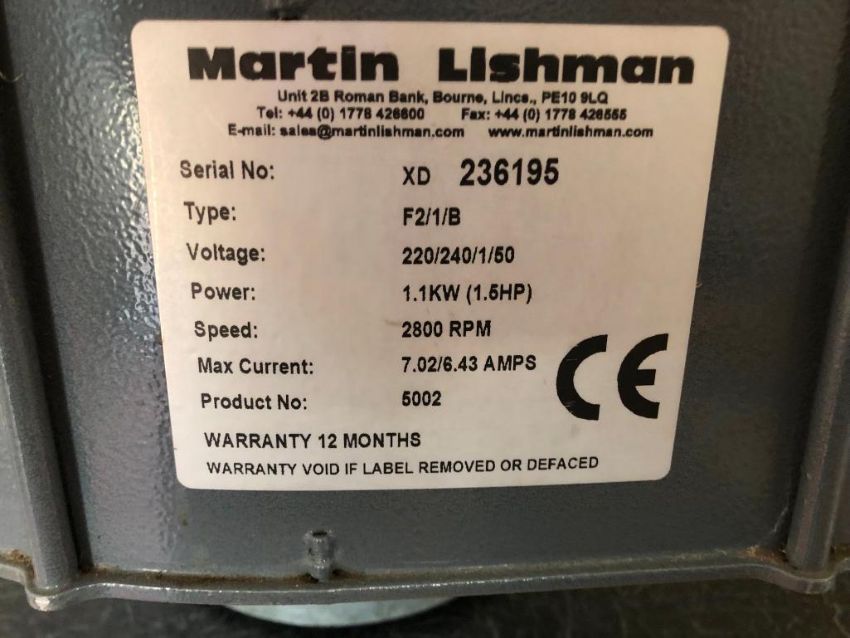 Martin Lishman
Unit 2B Roman Bank, Bourne, Lincs., PE10 9LQ
Tel: +44 (0) 1778 426600 Fax: +44 (0) 1778 426555
E-mail: sales@martinlishman.com www.martinlishman.com
Serial No: XD 236195
Type: F2/1/B
Voltage: 220/240/1/50
Power: 1.1KW (1.5HP)
Speed: 2800 RPM
Max Current: 7.02/6.43 AMPS
Product No: 5002
CE
WARRANTY 12 MONTHS
WARRANTY VOID IF LABEL REMOVED OR DEFACED